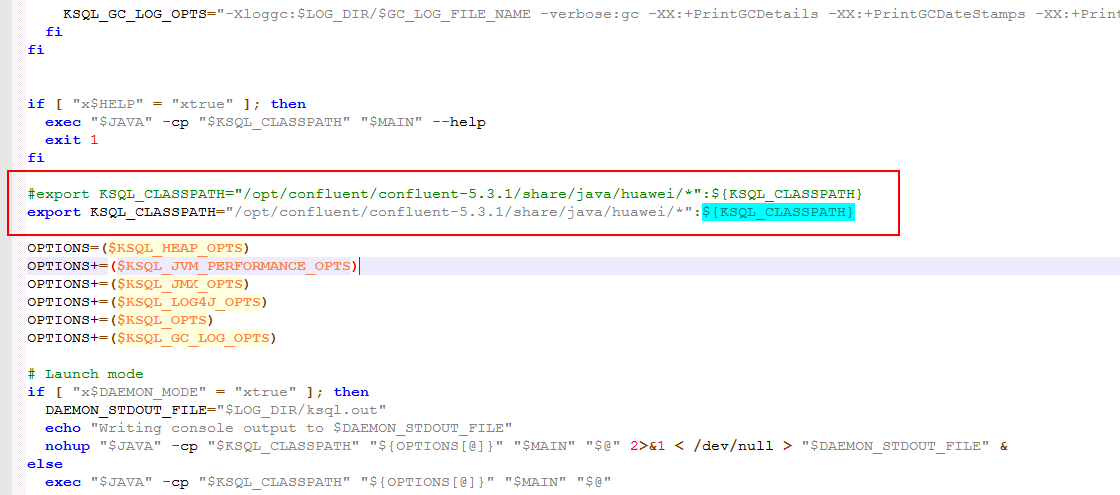 KSQL_GC_LOG_OPTS="-Xloggc:$LOG_DIR/$GC_LOG_FILE_NAME -verbose:gc -XX:+PrintGCDetails -XX:+PrintGCDateStamps -XX:+Print
fi
fi
if [ "x$HELP" = "xtrue" ]; then
exec "$JAVA" -cp "$KSQL_CLASSPATH" "$MAIN" --help
exit 1
fi
#export KSQL_CLASSPATH="/opt/confluent/confluent-5.3.1/share/java/huawei/*":${KSQL_CLASSPATH}
export KSQL_CLASSPATH="/opt/confluent/confluent-5.3.1/share/java/huawei/*":${KSQL_CLASSPATH}
OPTIONS=($KSQL_HEAP_OPTS)
OPTIONS+=($KSQL_JVM_PERFORMANCE_OPTS)
OPTIONS+=($KSQL_JMX_OPTS)
OPTIONS+=($KSQL_LOG4J_OPTS)
OPTIONS+=($KSQL_OPTS)
OPTIONS+=($KSQL_GC_LOG_OPTS)
# Launch mode
if [ "x$DAEMON_MODE" = "xtrue" ]; then
DAEMON_STDOUT_FILE="$LOG_DIR/ksql.out"
echo "Writing console output to $DAEMON_STDOUT_FILE"
nohup "$JAVA" -cp "$KSQL_CLASSPATH" "${OPTIONS[@]}" "$MAIN" "$@" 2>&1 < /dev/null > "$DAEMON_STDOUT_FILE" &
else
exec "$JAVA" -cp "$KSQL_CLASSPATH" "${OPTIONS[@]}" "$MAIN" "$@"